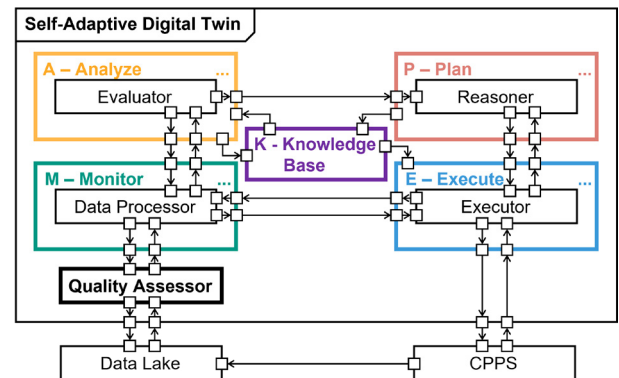 Self-Adaptive Digital Twin
A – Analyze ...
Evaluator
P – Plan ...
Reasoner
K - Knowledge
Base
M – Monitor ...
Data Processor
E – Execute ...
Executor
Quality Assessor
Data Lake
CPPS